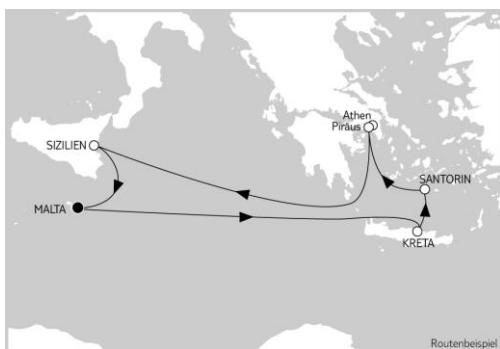 Athen
Piräus
SIZILIEN
SANTORIN
MALTA
KRETA
Routenbeispiel